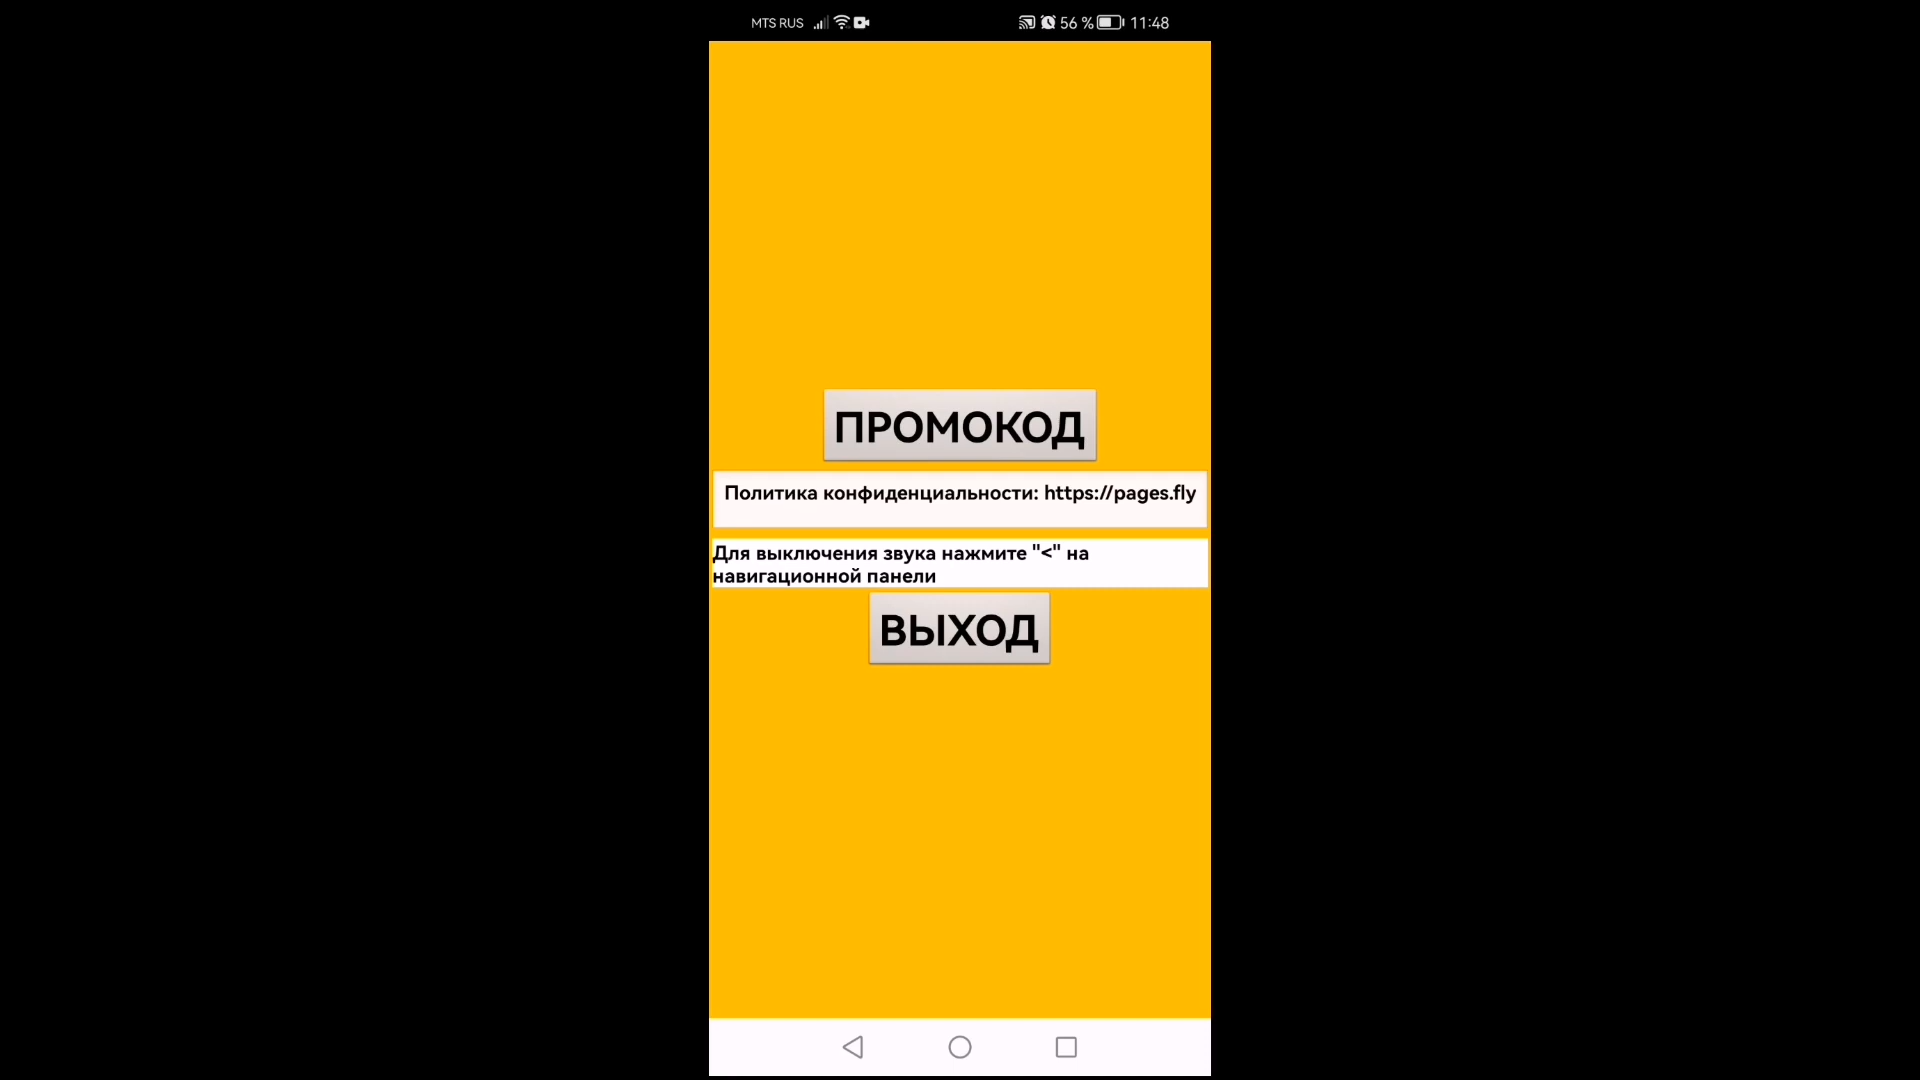 MTS RUS 56 % 11:48
ПРОМОКОД
Политика конфиденциальности: https://pages.fly
Для выключения звука нажмите "<" на
навигационной панели
ВЫХОД